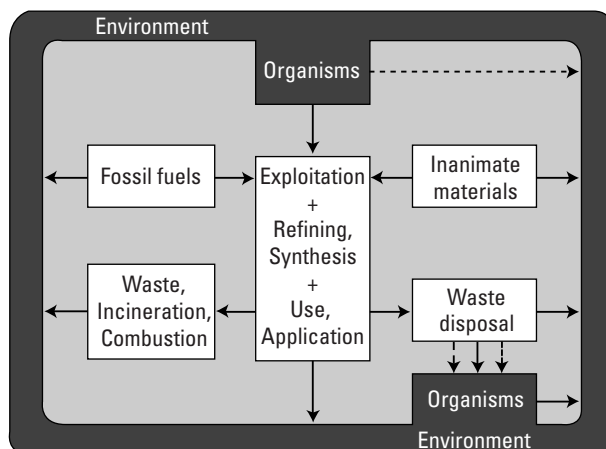 Environment
Organisms
Fossil fuels
Exploitation
+
Refining,
Synthesis
+
Use,
Application
Inanimate
materials
Waste,
Incineration,
Combustion
Waste
disposal
Organisms
Environment